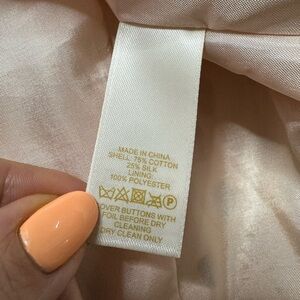 MADE IN CHINA
SHELL: 75% COTTON
25% SILK
LINING:
100% POLYESTER
P
OVER BUTTONS WITH
FOIL BEFORE DRY
CLEANING
DRY CLEAN ONLY